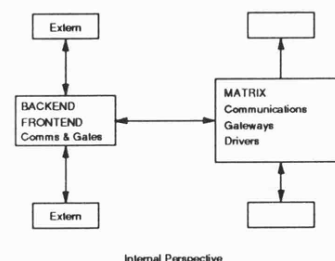 Extern
BACKEND
FRONTEND
Comms & Gates
MATRIX
Communications
Gateways
Drivers
Extern
Internal Perspective